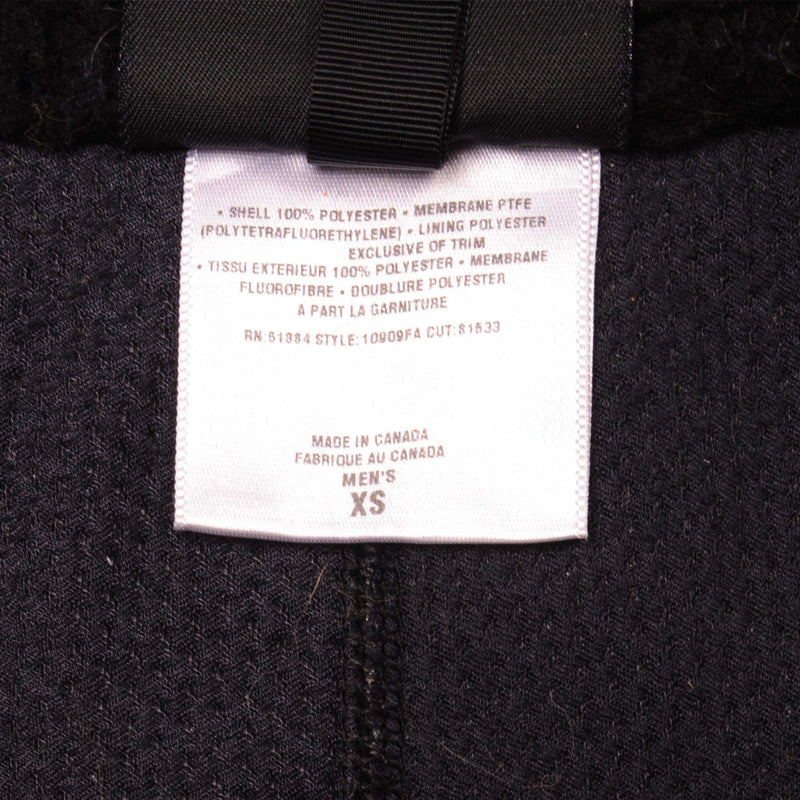 • SHELL 100% POLYESTER • MEMBRANE PTFE
(POLYTETRAFLUORETHYLENE) • LINING POLYESTER
EXCLUSIVE OF TRIM
• TISSU EXTERIEUR 100% POLYESTER • MEMBRANE
FLUOROFIBRE • DOUBLURE POLYESTER
A PART LA GARNITURE
RN:51884 STYLE:10909FA CUT:81533
MADE IN CANADA
FABRIQUE AU CANADA
MEN'S
XS